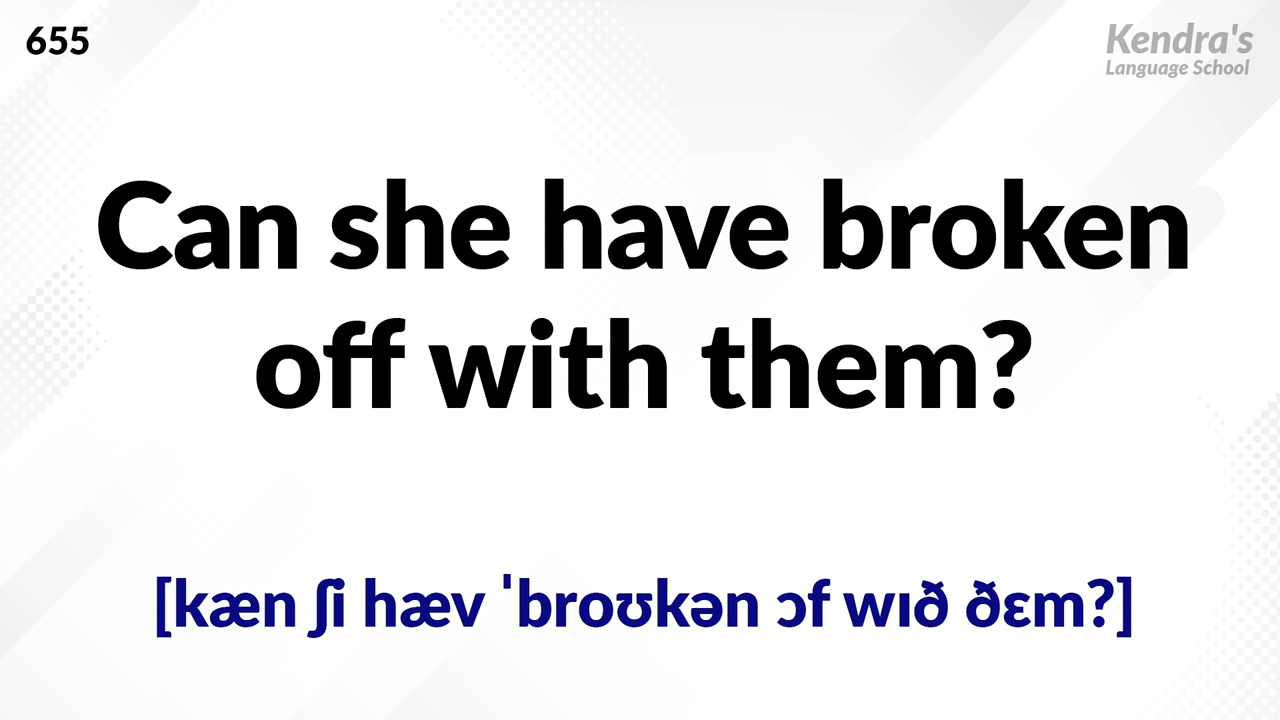 655
Kendra's
Language School
Can she have broken
off with them?
[kæn ʃi hæv ˈbroʊkən ɔf wɪð ðɛm?]